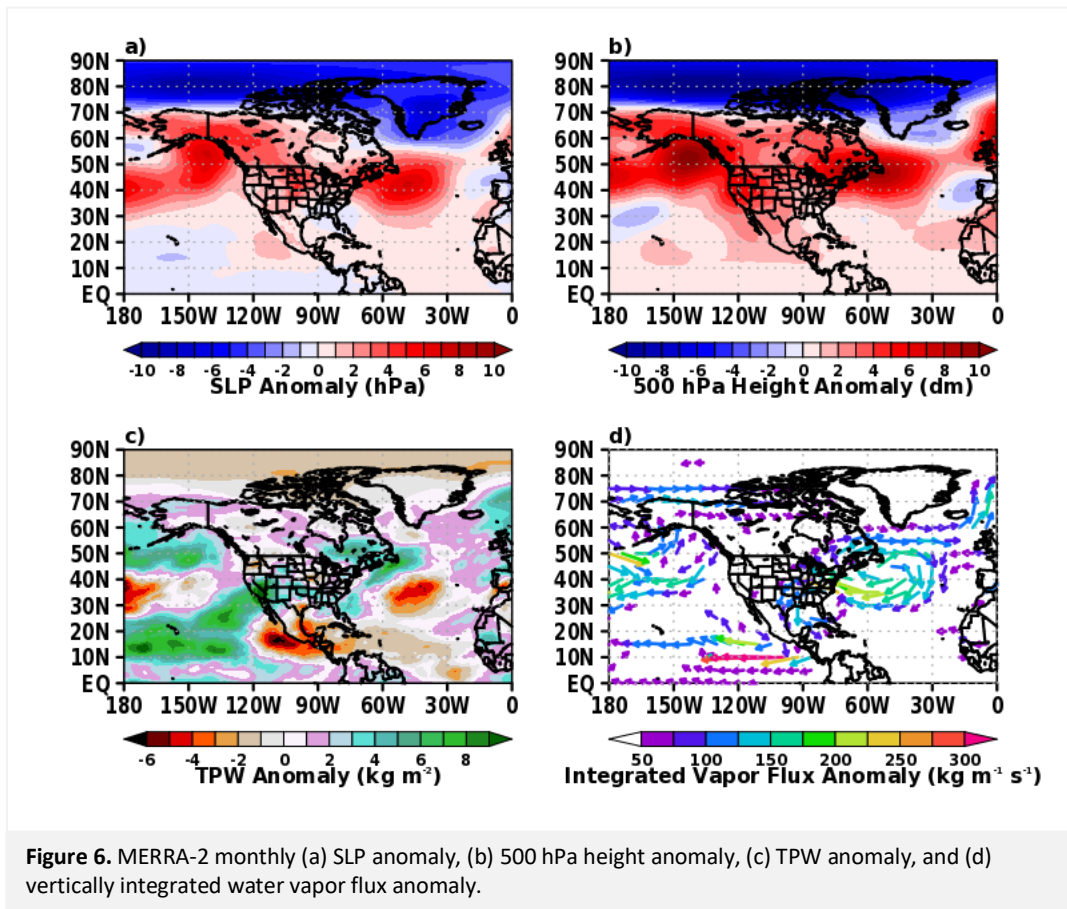 a)
90N
80N
70N
60N
50N
40N
30N
20N
10N
EQ
180 150W 120W 90W 60W 30W 0
-10 -8 -6 -4 -2 0 2 4 6 8 10
SLP Anomaly (hPa)
b)
90N
80N
70N
60N
50N
40N
30N
20N
10N
EQ
180 150W 120W 90W 60W 30W 0
-10 -8 -6 -4 -2 0 2 4 6 8 10
500 hPa Height Anomaly (dm)
c)
90N
80N
70N
60N
50N
40N
30N
20N
10N
EQ
180 150W 120W 90W 60W 30W 0
-6 -4 -2 0 2 4 6 8
TPW Anomaly (kg m⁻²)
d)
90N
80N
70N
60N
50N
40N
30N
20N
10N
EQ
180 150W 120W 90W 60W 30W 0
50 100 150 200 250 300
Integrated Vapor Flux Anomaly (kg m⁻¹ s⁻¹)
Figure 6. MERRA-2 monthly (a) SLP anomaly, (b) 500 hPa height anomaly, (c) TPW anomaly, and (d)
vertically integrated water vapor flux anomaly.